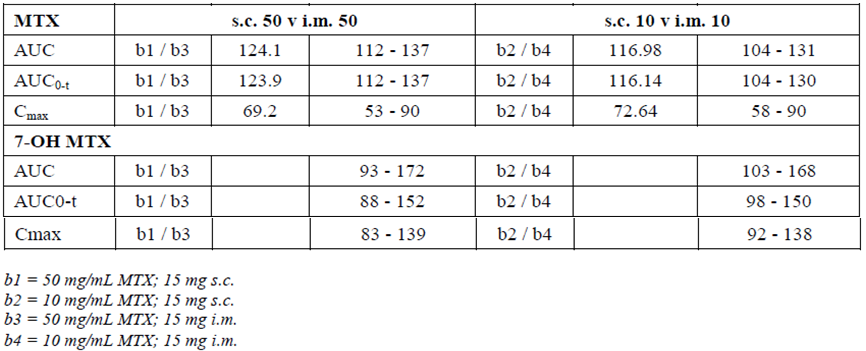 MTX s.c. 50 v i.m. 50 s.c. 10 v i.m. 10
AUC b1 / b3 124.1 112 - 137 b2 / b4 116.98 104 - 131
AUC0-t b1 / b3 123.9 112 - 137 b2 / b4 116.14 104 - 130
Cmax b1 / b3 69.2 53 - 90 b2 / b4 72.64 58 - 90
7-OH MTX
AUC b1 / b3 93 - 172 b2 / b4 103 - 168
AUC0-t b1 / b3 88 - 152 b2 / b4 98 - 150
Cmax b1 / b3 83 - 139 b2 / b4 92 - 138
b1 = 50 mg/mL MTX; 15 mg s.c.
b2 = 10 mg/mL MTX; 15 mg s.c.
b3 = 50 mg/mL MTX; 15 mg i.m.
b4 = 10 mg/mL MTX; 15 mg i.m.